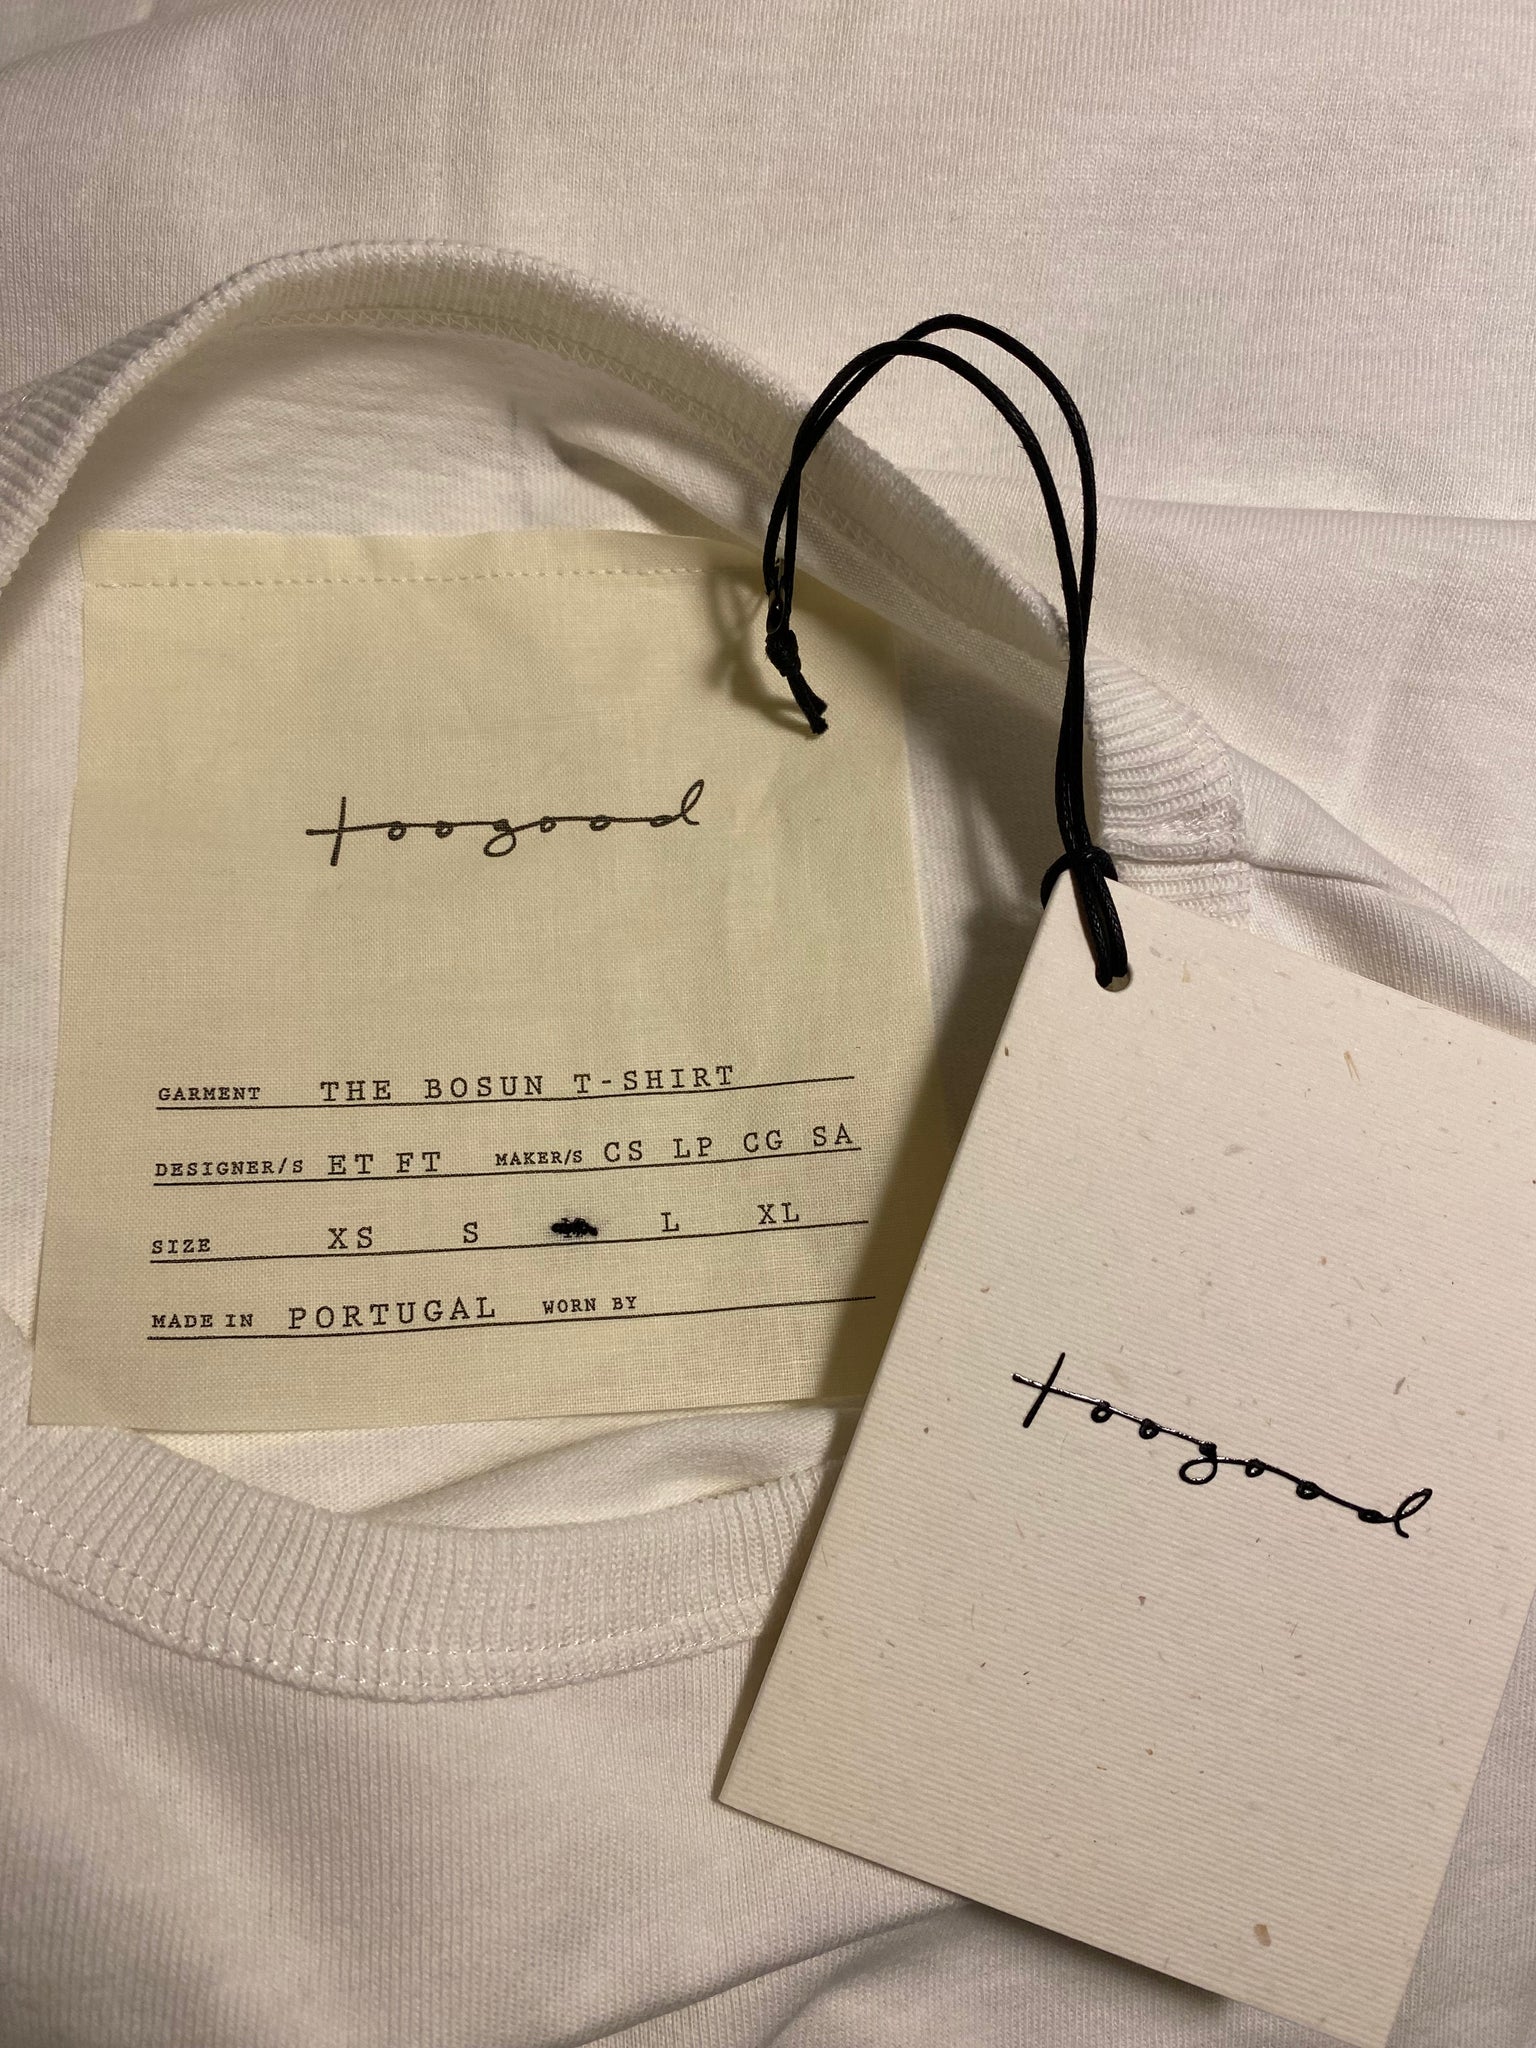 toogood
GARMENT THE BOSUN T-SHIRT
DESIGNER/S ET FT MAKER/S CS LP CG SA
SIZE XS S L XL
MADE IN PORTUGAL WORN BY
toogood